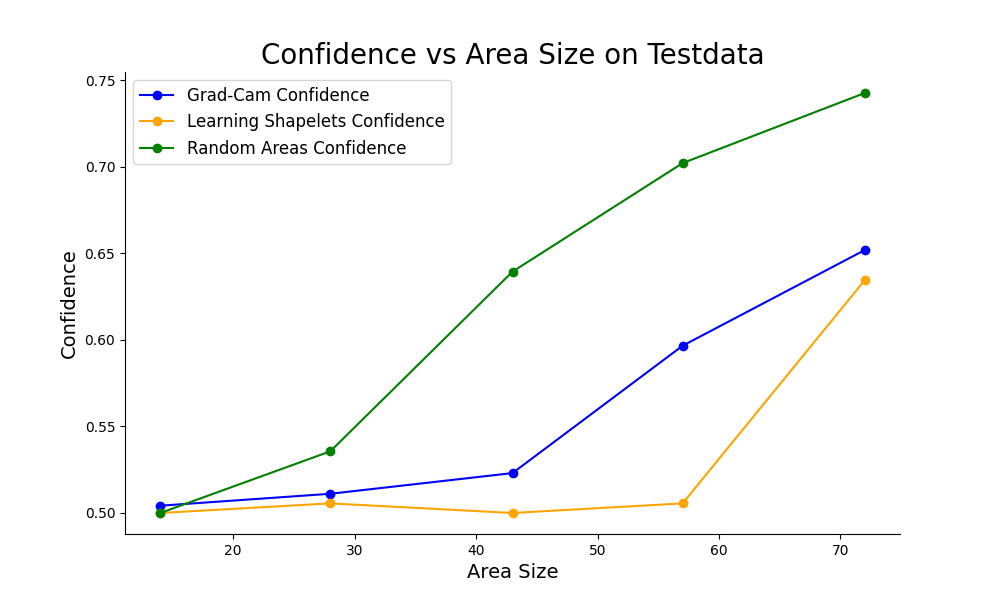 Confidence vs Area Size on Testdata
Grad-Cam Confidence
Learning Shapelets Confidence
Random Areas Confidence
0.75
0.70
0.65
0.60
0.55
0.50
Confidence
20 30 40 50 60 70
Area Size